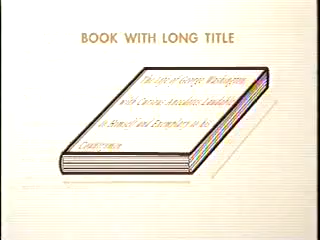 BOOK WITH LONG TITLE
The Life of George Washington
with Curious Anecdotes Laudable
to Himself and Exemplary to his
Countrymen